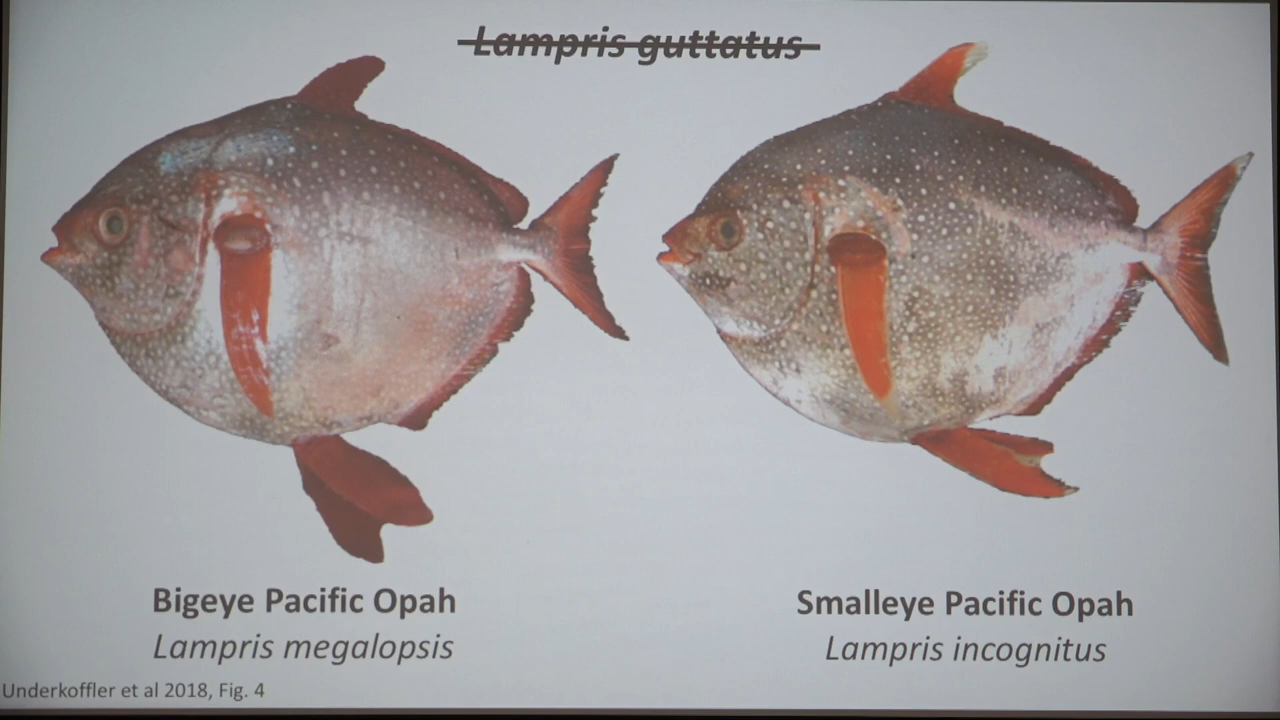 Lampris guttatus
Bigeye Pacific Opah
Lampris megalopsis
Smalleye Pacific Opah
Lampris incognitus
Underkoffler et al 2018, Fig. 4